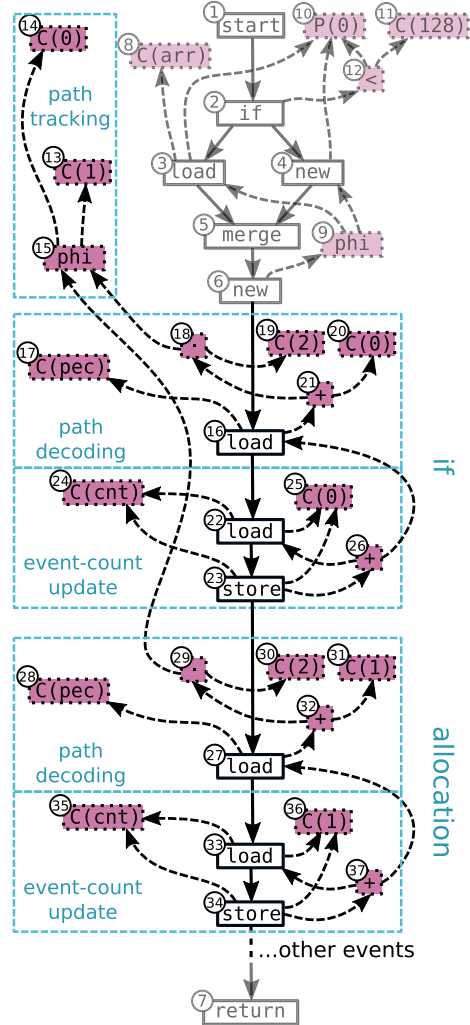 1
start
14
C(0)
8
C(arr)
10
P(0)
11
C(128)
12
<
path
tracking
2
if
13
C(1)
3
load
4
new
5
merge
9
phi
15
phi
6
new
17
C(pec)
18
·
19
C(2)
20
C(0)
21
+
path
decoding
16
load
if
24
C(cnt)
25
C(0)
22
load
26
+
event-count
update
23
store
28
C(pec)
29
·
30
C(2)
31
C(1)
32
+
path
decoding
27
load
allocation
35
C(cnt)
36
C(1)
33
load
37
+
event-count
update
34
store
...other events
7
return